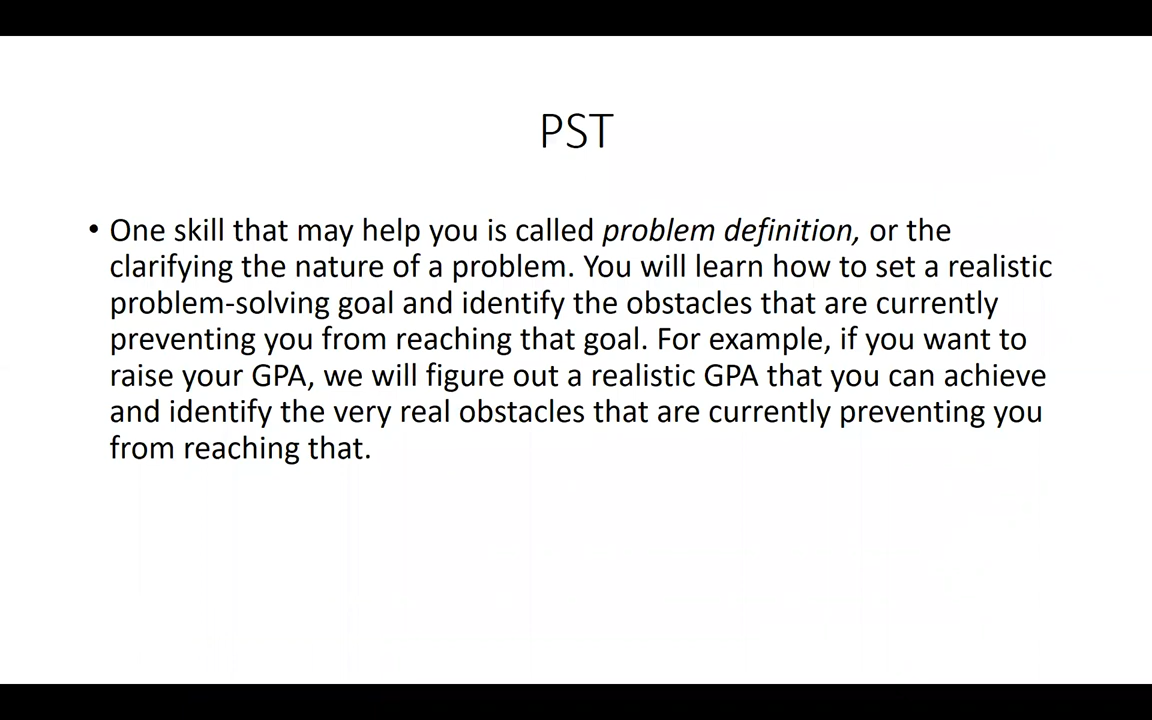 PST
• One skill that may help you is called problem definition, or the
clarifying the nature of a problem. You will learn how to set a realistic
problem-solving goal and identify the obstacles that are currently
preventing you from reaching that goal. For example, if you want to
raise your GPA, we will figure out a realistic GPA that you can achieve
and identify the very real obstacles that are currently preventing you
from reaching that.